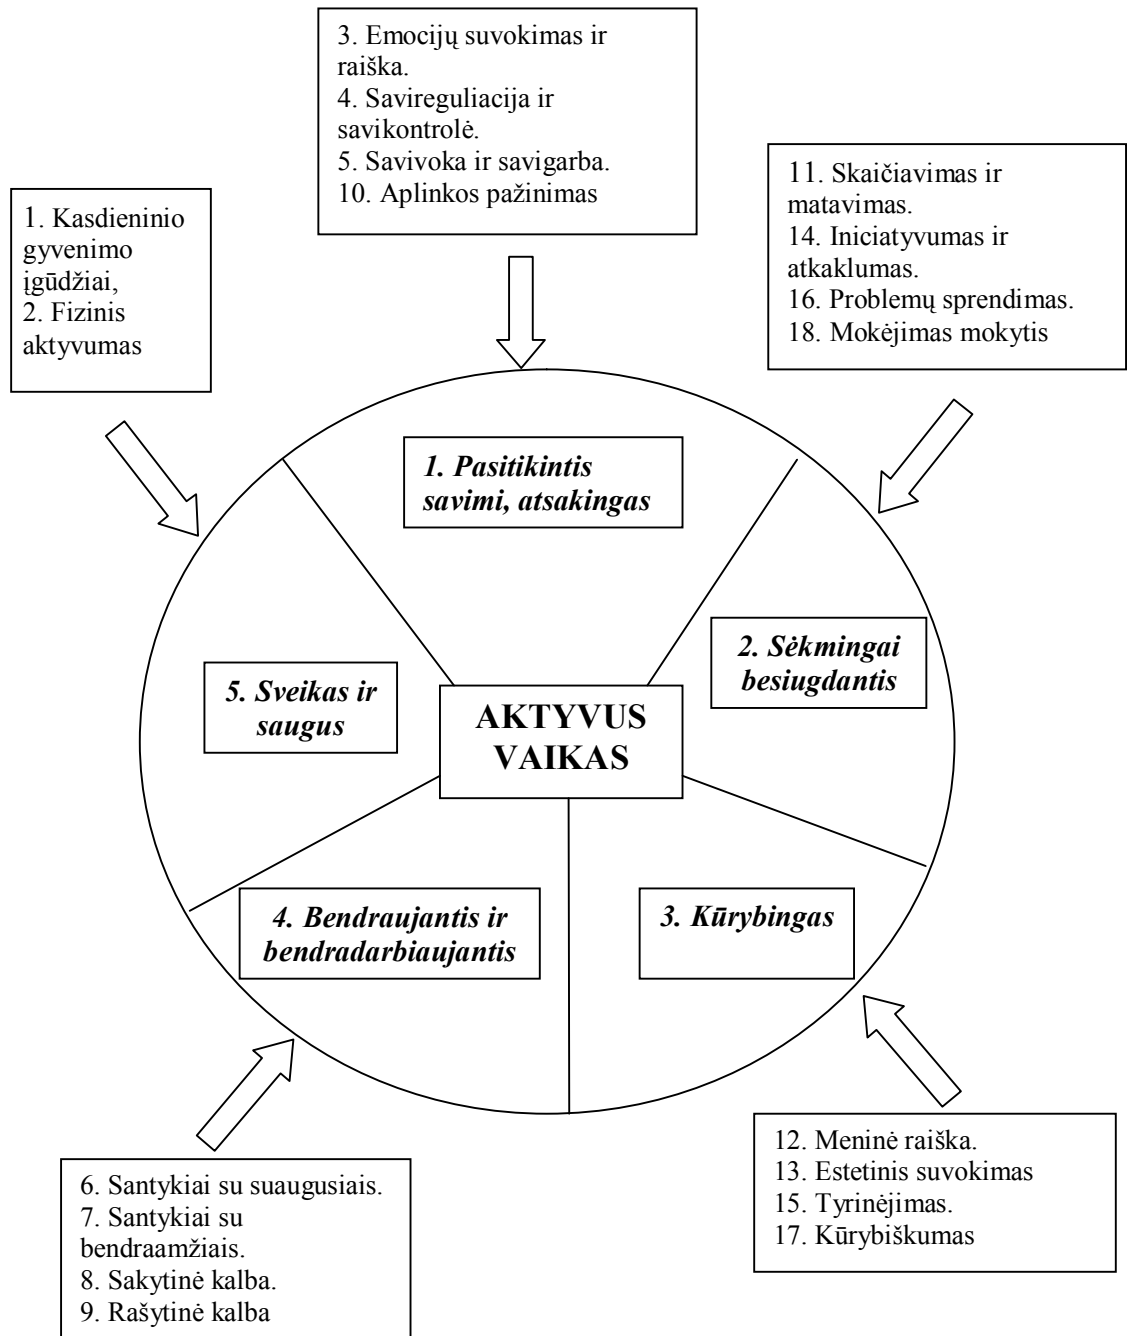 3. Emocijų suvokimas ir
raiška.
4. Savireguliacija ir
savikontrolė.
5. Savivoka ir savigarba.
10. Aplinkos pažinimas
11. Skaičiavimas ir
matavimas.
14. Iniciatyvumas ir
atkaklumas.
16. Problemų sprendimas.
18. Mokėjimas mokytis
1. Kasdieninio
gyvenimo
įgūdžiai,
2. Fizinis
aktyvumas
1. Pasitikintis
savimi, atsakingas
2. Sėkmingai
besiugdantis
5. Sveikas ir
saugus
AKTYVUS
VAIKAS
4. Bendraujantis ir
bendradarbiaujantis
3. Kūrybingas
6. Santykiai su suaugusiais.
7. Santykiai su
bendraamžiais.
8. Sakytinė kalba.
9. Rašytinė kalba
12. Meninė raiška.
13. Estetinis suvokimas
15. Tyrinėjimas.
17. Kūrybiškumas